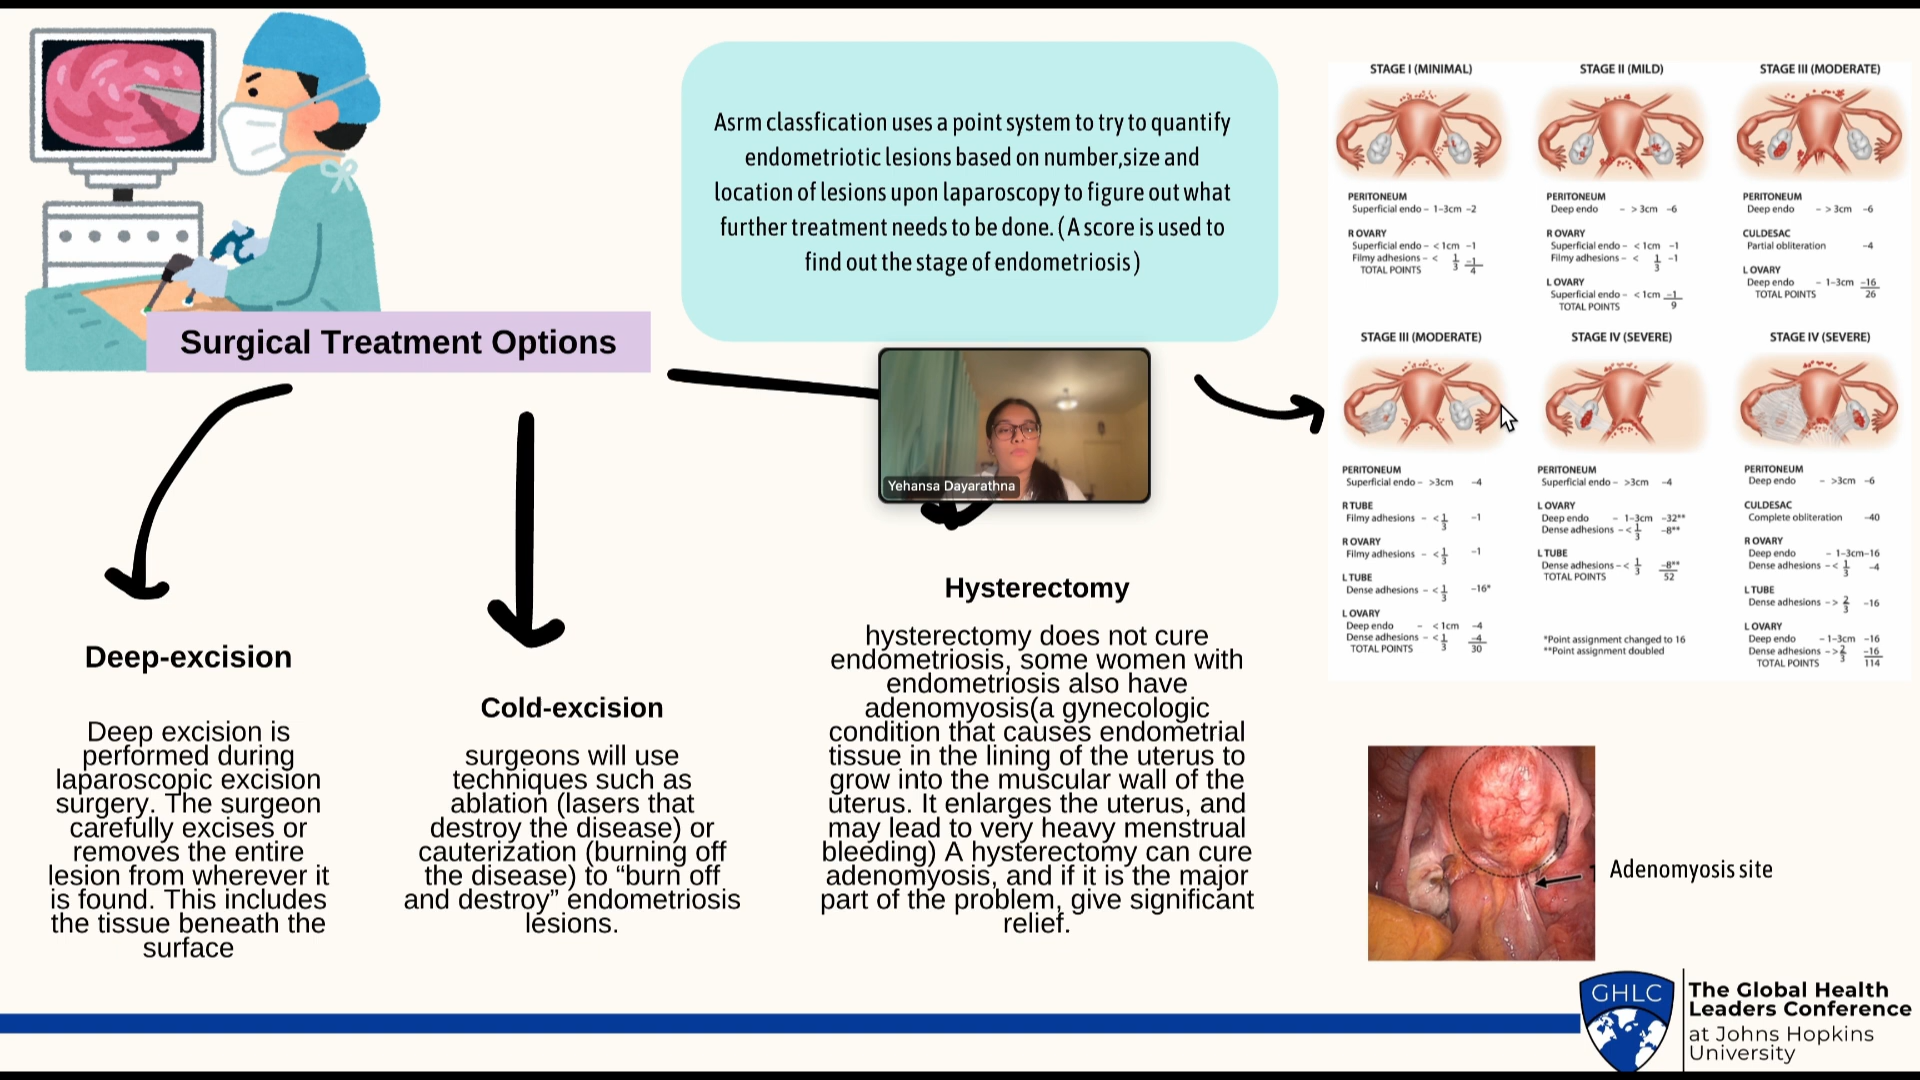 Asrm classfication uses a point system to try to quantify
endometriotic lesions based on number,size and
location of lesions upon laparoscopy to figure out what
further treatment needs to be done. ( A score is used to
find out the stage of endometriosis )
Surgical Treatment Options
Yehansa Dayarathna
Deep-excision
Deep excision is
performed during
laparoscopic excision
surgery. The surgeon
carefully excises or
removes the entire
lesion from wherever it
is found. This includes
the tissue beneath the
surface
Cold-excision
surgeons will use
techniques such as
ablation (lasers that
destroy the disease) or
cauterization (burning off
the disease) to “burn off
and destroy” endometriosis
lesions.
Hysterectomy
hysterectomy does not cure
endometriosis, some women with
endometriosis also have
adenomyosis(a gynecologic
condition that causes endometrial
tissue in the lining of the uterus to
grow into the muscular wall of the
uterus. It enlarges the uterus, and
may lead to very heavy menstrual
bleeding) A hysterectomy can cure
adenomyosis, and if it is the major
part of the problem, give significant
relief.
STAGE I (MINIMAL)
PERITONEUM
Superficial endo – 1–3cm –2
R OVARY
Superficial endo – < 1cm –1
Filmy adhesions – < 1/3 –1
TOTAL POINTS 4
STAGE II (MILD)
PERITONEUM
Deep endo – > 3cm –6
R OVARY
Superficial endo – < 1cm –1
Filmy adhesions – < 1/3 –1
L OVARY
Superficial endo – < 1cm –1
TOTAL POINTS 9
STAGE III (MODERATE)
PERITONEUM
Deep endo – > 3cm –6
CULDESAC
Partial obliteration –4
L OVARY
Deep endo – 1–3cm –16
TOTAL POINTS 26
STAGE III (MODERATE)
PERITONEUM
Superficial endo – >3cm –4
R TUBE
Filmy adhesions – < 1/3 –1
R OVARY
Filmy adhesions – < 1/3 –1
L TUBE
Dense adhesions – < 1/3 –16*
L OVARY
Deep endo – < 1cm –4
Dense adhesions – < 1/3 –4
TOTAL POINTS 30
STAGE IV (SEVERE)
PERITONEUM
Superficial endo – >3cm –4
L OVARY
Deep endo – 1–3cm –32**
Dense adhesions – < 1/3 –8**
L TUBE
Dense adhesions – < 1/3 –8**
TOTAL POINTS 52
*Point assignment changed to 16
**Point assignment doubled
STAGE IV (SEVERE)
PERITONEUM
Deep endo – >3cm –6
CULDESAC
Complete obliteration –40
R OVARY
Deep endo – 1–3cm–16
Dense adhesions – < 1/3 –4
L TUBE
Dense adhesions – > 2/3 –16
L OVARY
Deep endo – 1–3cm –16
Dense adhesions – > 2/3 –16
TOTAL POINTS 114
Adenomyosis site
GHLC
The Global Health
Leaders Conference
at Johns Hopkins
University